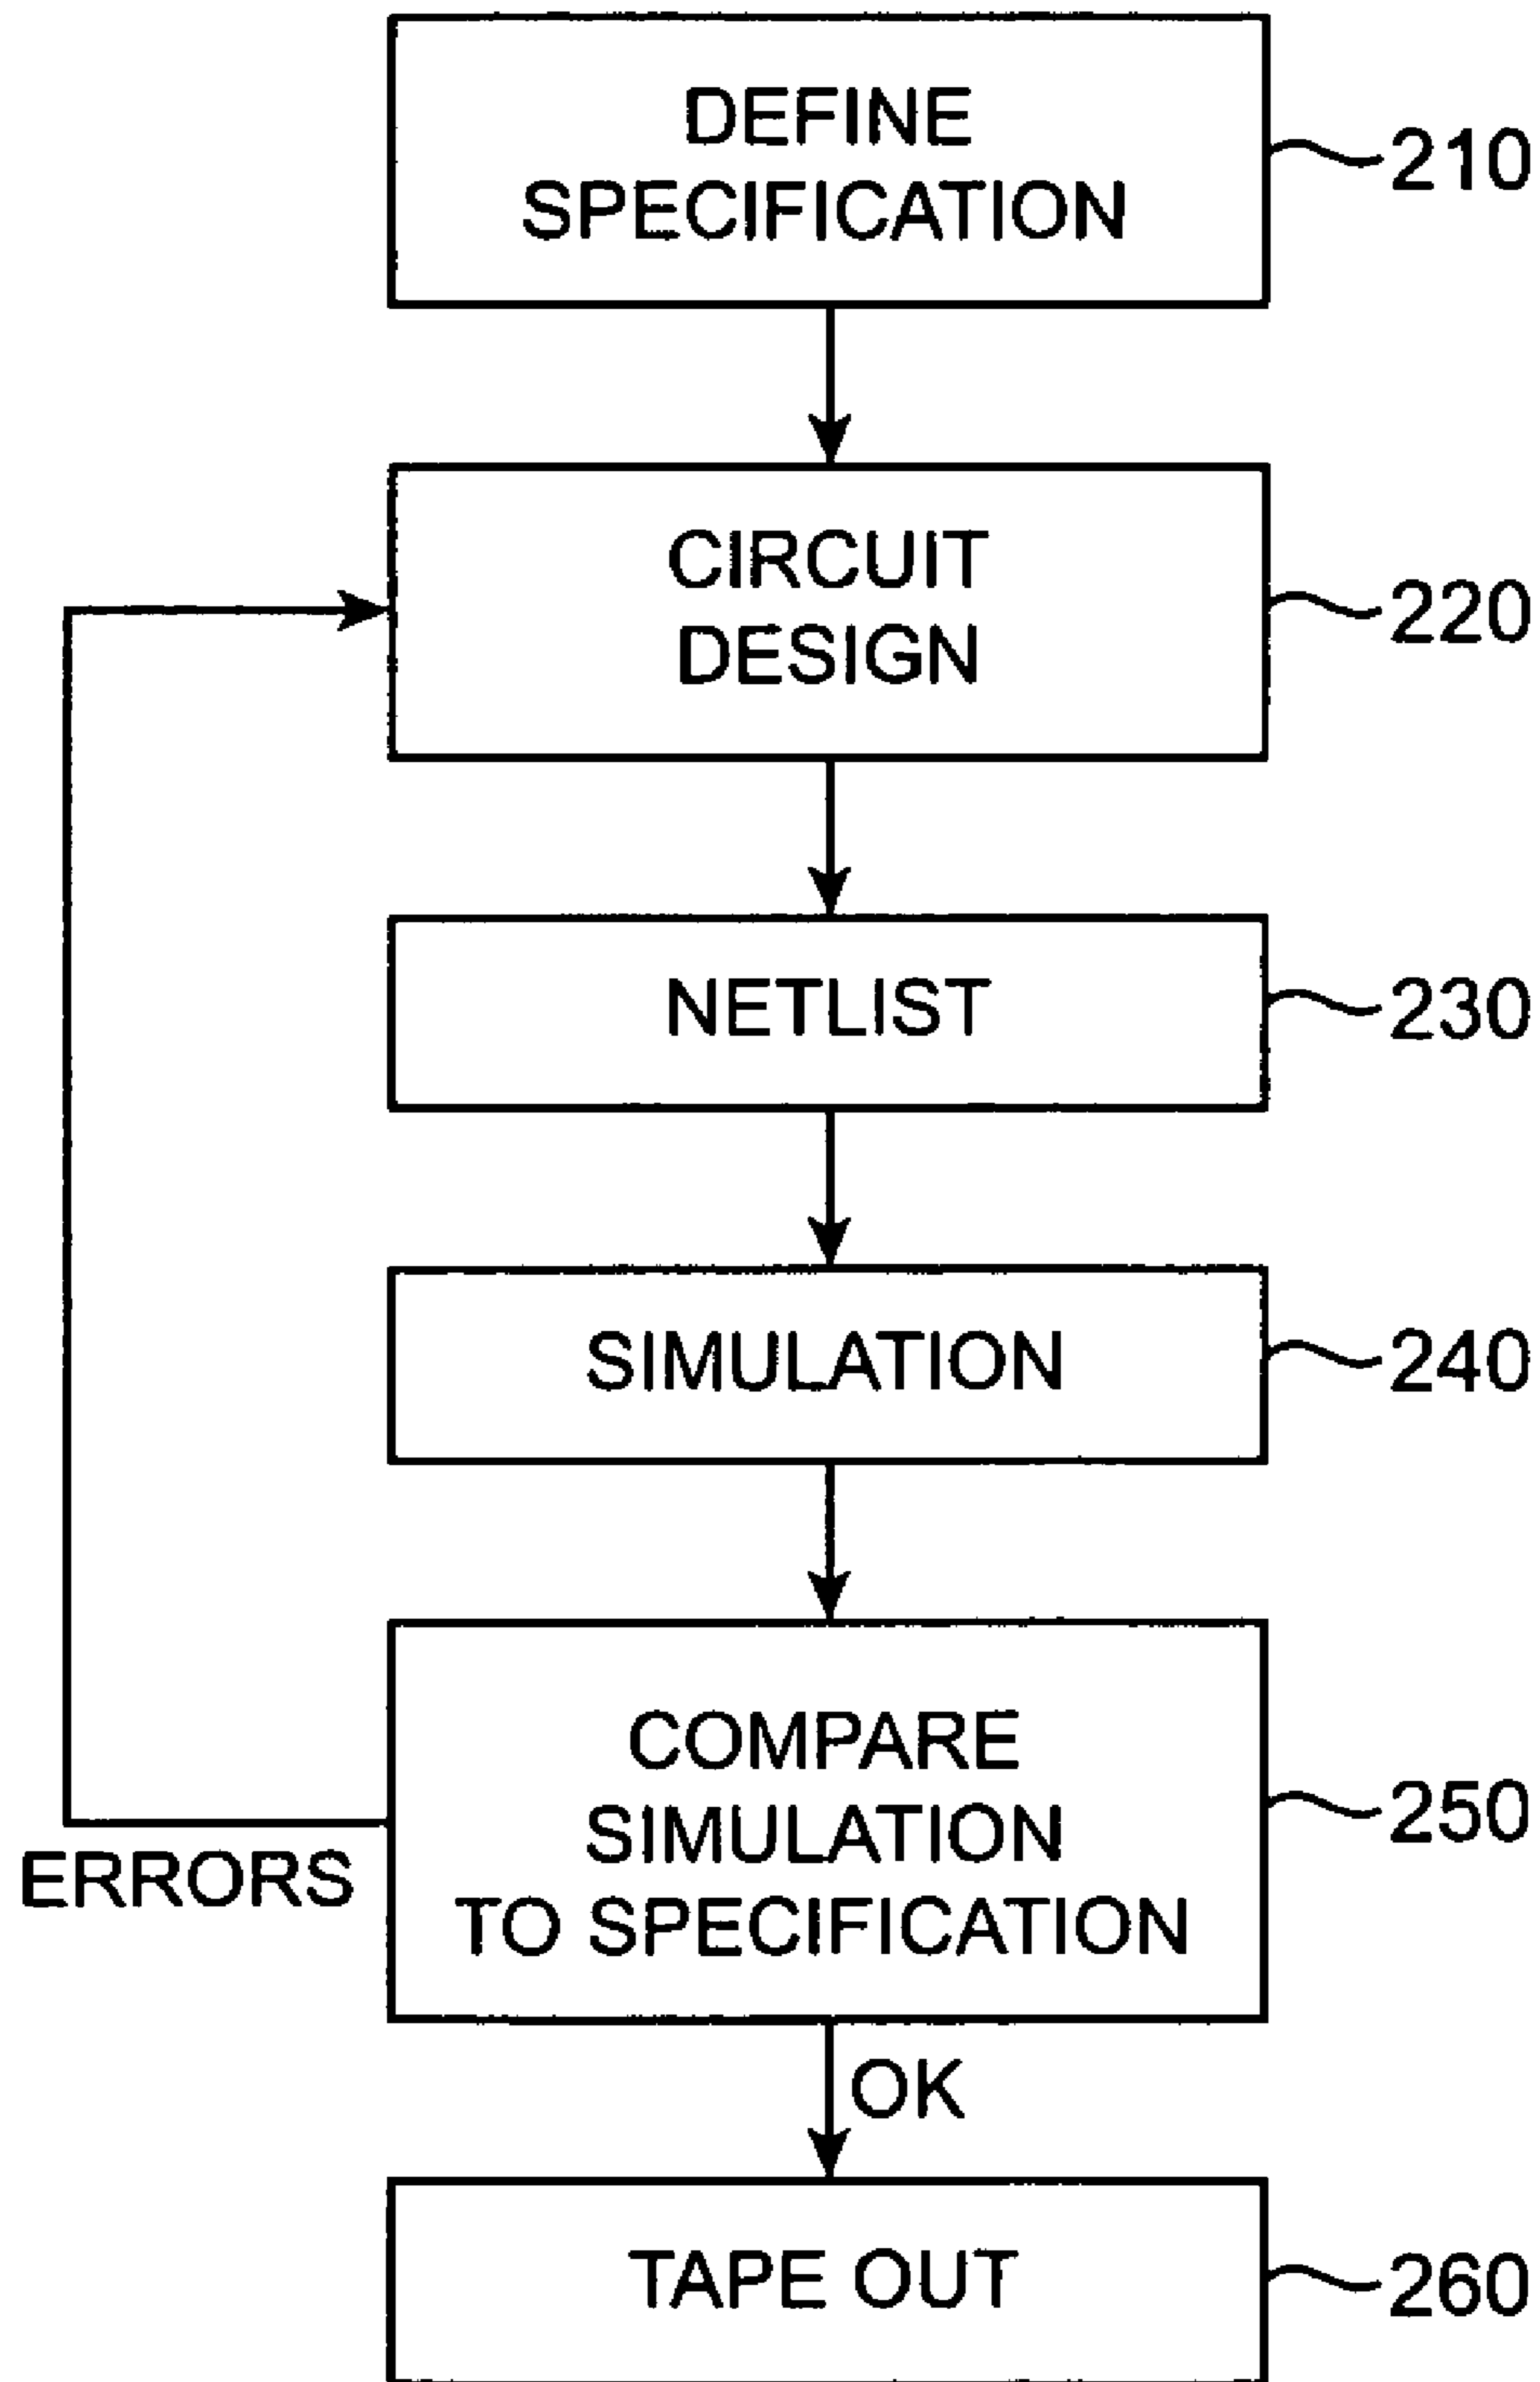 DEFINE
SPECIFICATION
210
CIRCUIT
DESIGN
220
NETLIST
230
SIMULATION
240
COMPARE
SIMULATION
TO SPECIFICATION
250
ERRORS
OK
TAPE OUT
260